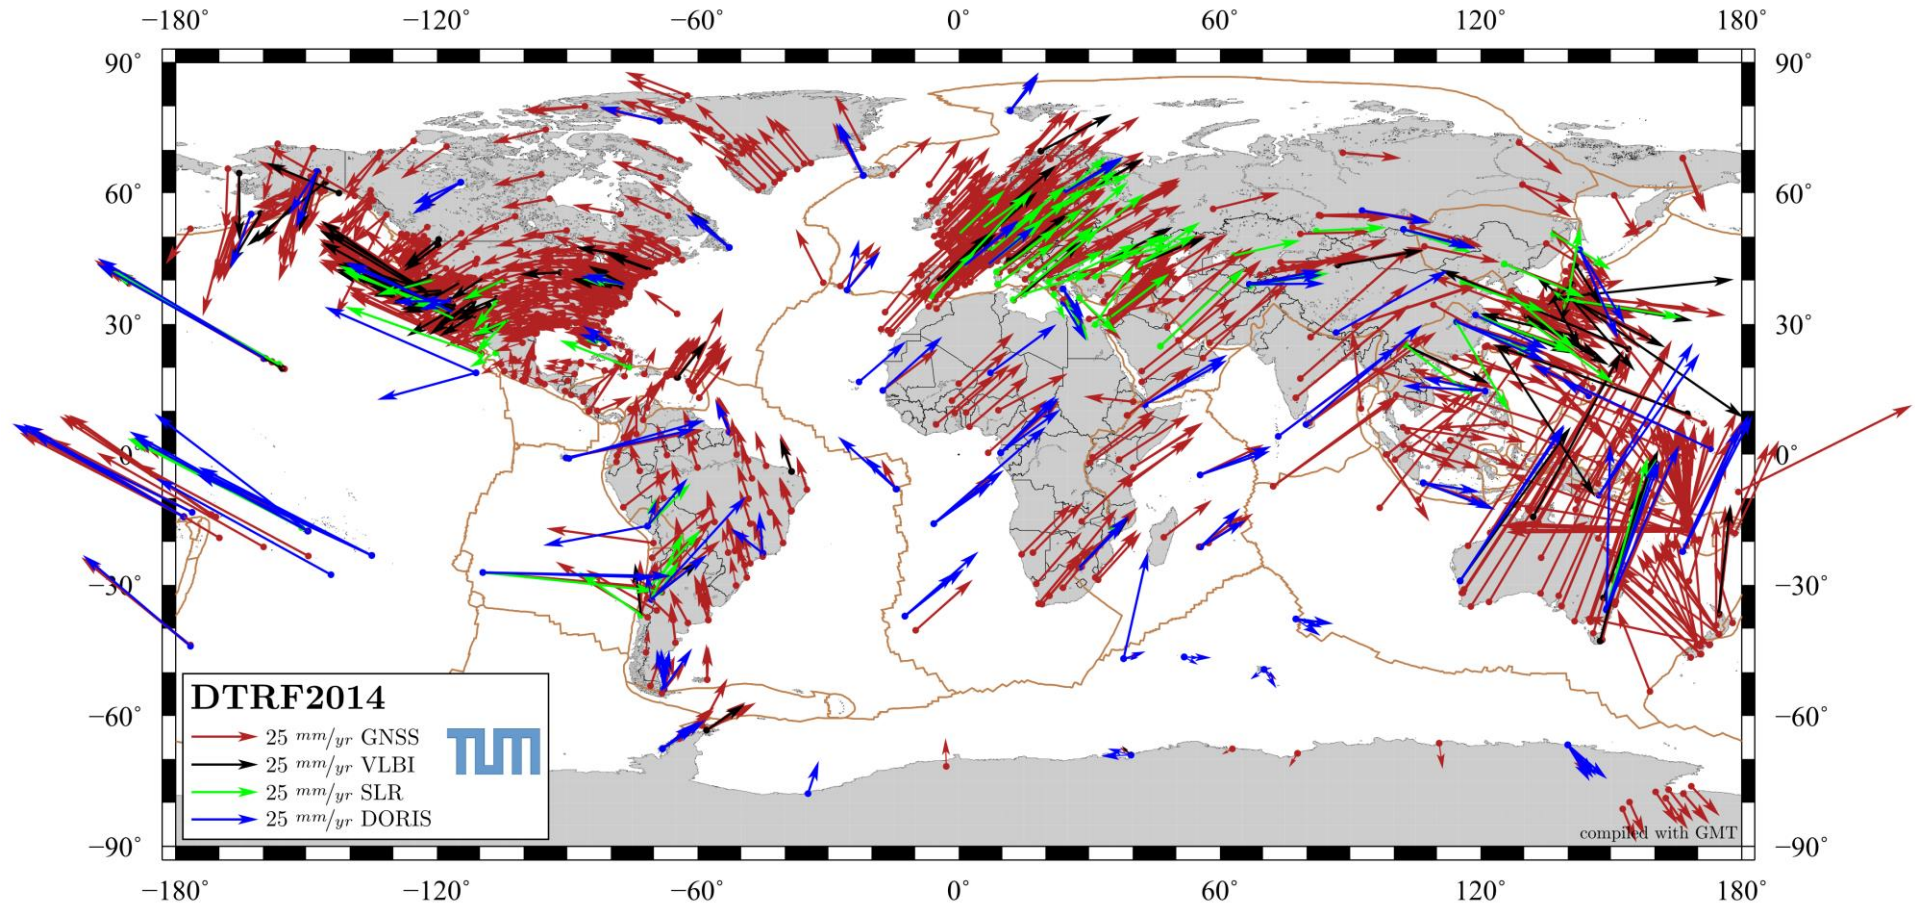 −180° −120° −60° 0° 60° 120° 180°
90° 90°
60° 60°
30° 30°
0° 0°
−30° −30°
−60° −60°
−90° −90°
DTRF2014
25 mm/yr GNSS
25 mm/yr VLBI
25 mm/yr SLR
25 mm/yr DORIS
TUM
compiled with GMT
−180° −120° −60° 0° 60° 120° 180°